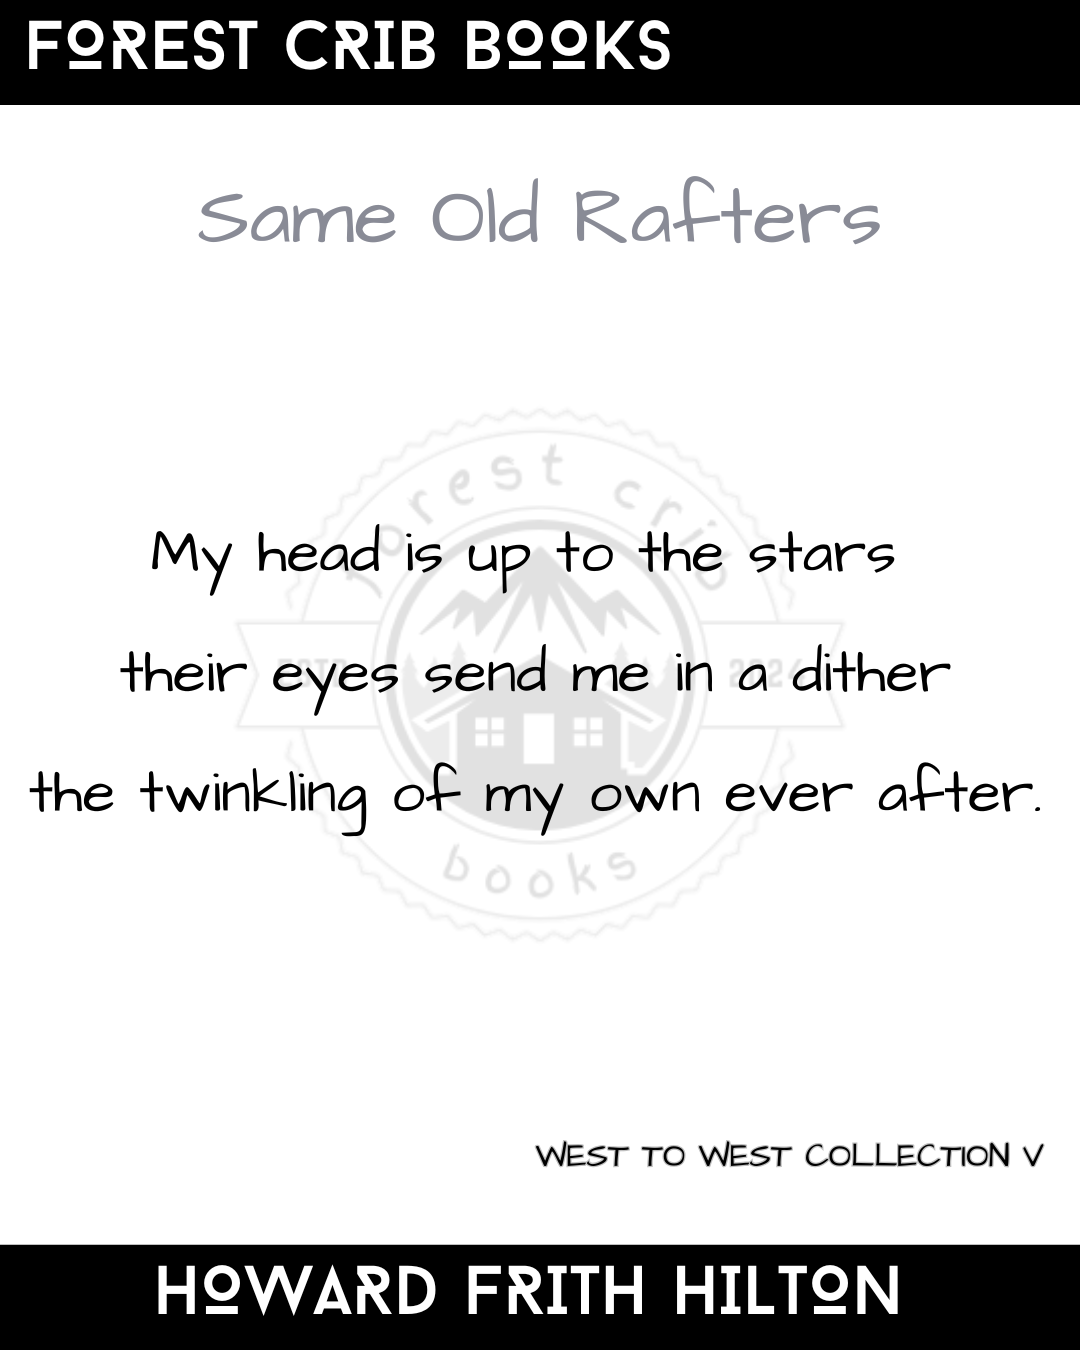 FOREST CRIB BOOKS
Same Old Rafters
forest crib
My head is up to the stars
their eyes send me in a dither
the twinkling of my own ever after.
books
WEST TO WEST COLLECTION V
HOWARD FRITH HILTON